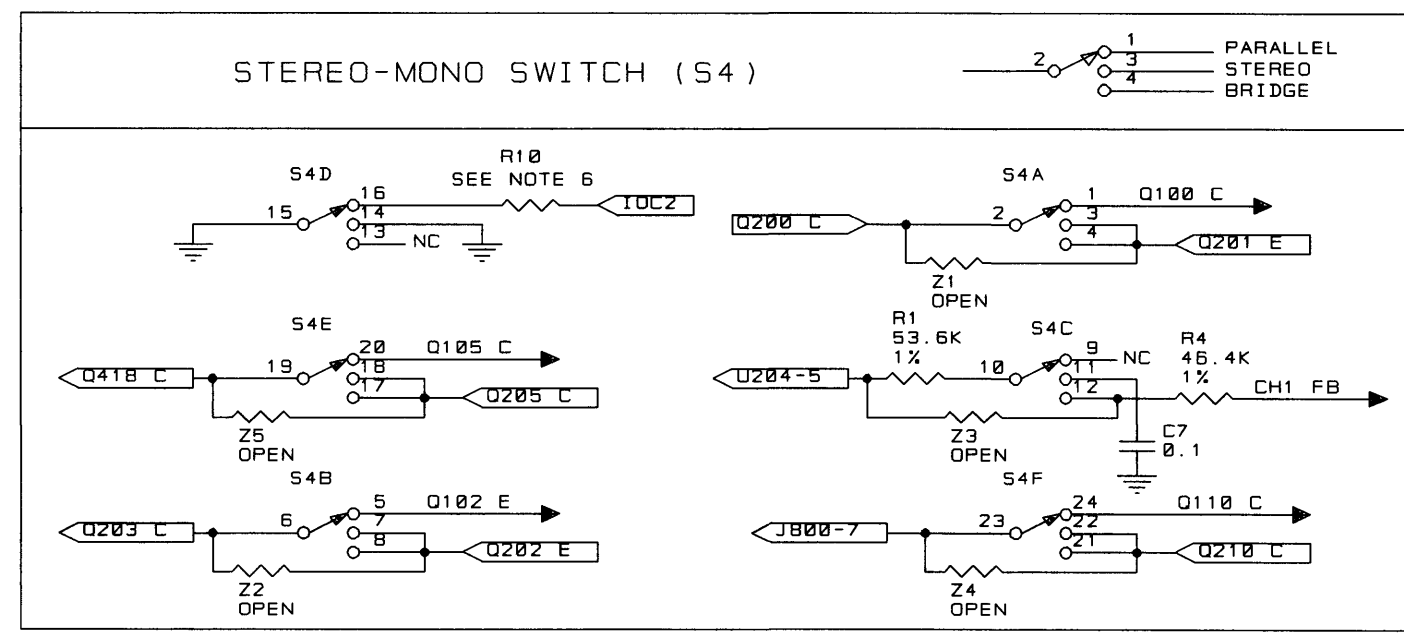 STEREO-MONO SWITCH (S4)
2
1
PARALLEL
3
STEREO
4
BRIDGE
S4D
R10
SEE NOTE 6
15
16
14
13
NC
IOC2
S4A
Q200 C
2
1
3
4
Q100 C
Q201 E
Z1
OPEN
S4E
Q418 C
19
20
18
17
Q105 C
Q205 C
Z5
OPEN
R1
53.6K
1%
S4C
U204-5
10
9
NC
11
12
R4
46.4K
1%
CH1 FB
Z3
OPEN
C7
0.1
S4B
Q203 C
6
5
7
8
Q102 E
Q202 E
Z2
OPEN
S4F
J800-7
23
24
22
21
Q110 C
Q210 C
Z4
OPEN